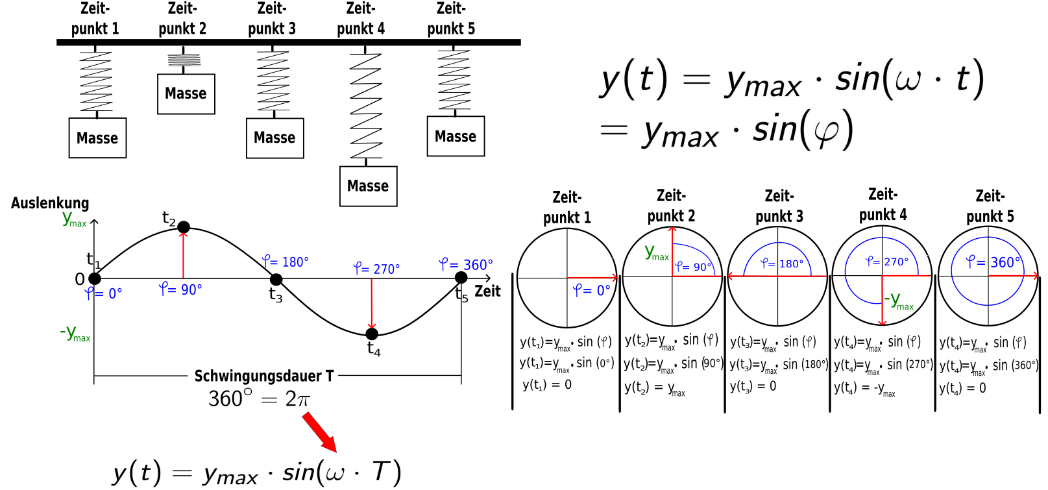 Zeit-
punkt 1
Zeit-
punkt 2
Zeit-
punkt 3
Zeit-
punkt 4
Zeit-
punkt 5
Masse
Masse
Masse
Masse
Masse
y(t) = y_max · sin(ω · t)
= y_max · sin(φ)
Auslenkung
y_max
0
-y_max
t_1
t_2
t_3
t_4
t_5
φ= 0°
φ= 90°
φ= 180°
φ= 270°
φ= 360°
Zeit
Schwingungsdauer T
360° = 2π
y(t) = y_max · sin(ω · T)
Zeit-
punkt 1
φ= 0°
y(t_1)=y_max· sin (φ)
y(t_1)=y_max· sin (0°)
y(t_1) = 0
Zeit-
punkt 2
y_max
φ= 90°
y(t_2)=y_max· sin (φ)
y(t_2)=y_max· sin (90°)
y(t_2) = y_max
Zeit-
punkt 3
φ= 180°
y(t_3)=y_max· sin (φ)
y(t_3)=y_max· sin (180°)
y(t_3) = 0
Zeit-
punkt 4
φ= 270°
-y_max
y(t_4)=y_max· sin (φ)
y(t_4)=y_max· sin (270°)
y(t_4) = -y_max
Zeit-
punkt 5
φ= 360°
y(t_4)=y_max· sin (φ)
y(t_4)=y_max· sin (360°)
y(t_4) = 0